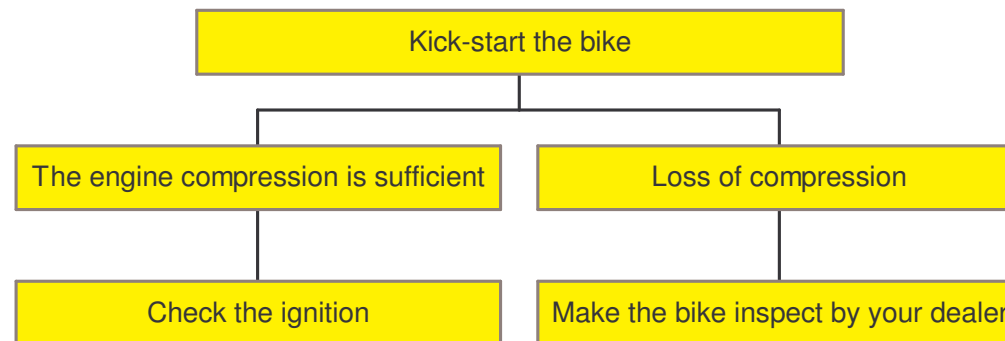 Kick-start the bike
The engine compression is sufficient
Loss of compression
Check the ignition
Make the bike inspect by your dealer